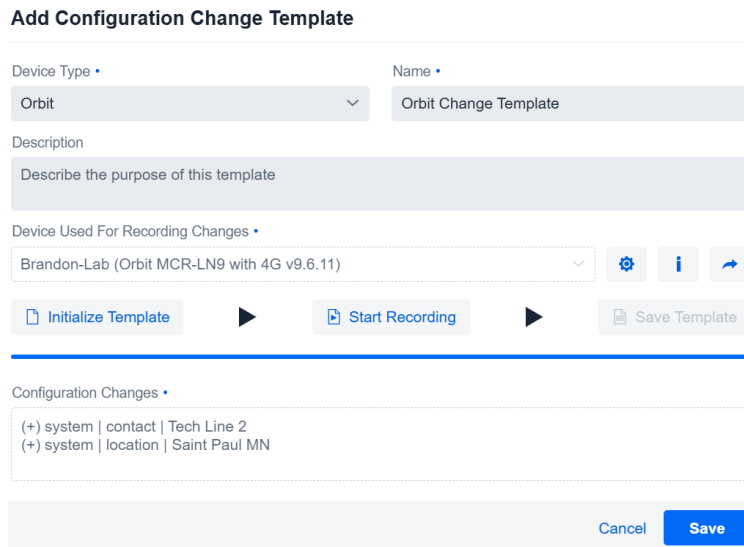 Add Configuration Change Template
Device Type •
Name •
Orbit
Orbit Change Template
Description
Describe the purpose of this template
Device Used For Recording Changes •
Brandon-Lab (Orbit MCR-LN9 with 4G v9.6.11)
Initialize Template
Start Recording
Save Template
Configuration Changes •
(+) system | contact | Tech Line 2
(+) system | location | Saint Paul MN
Cancel
Save